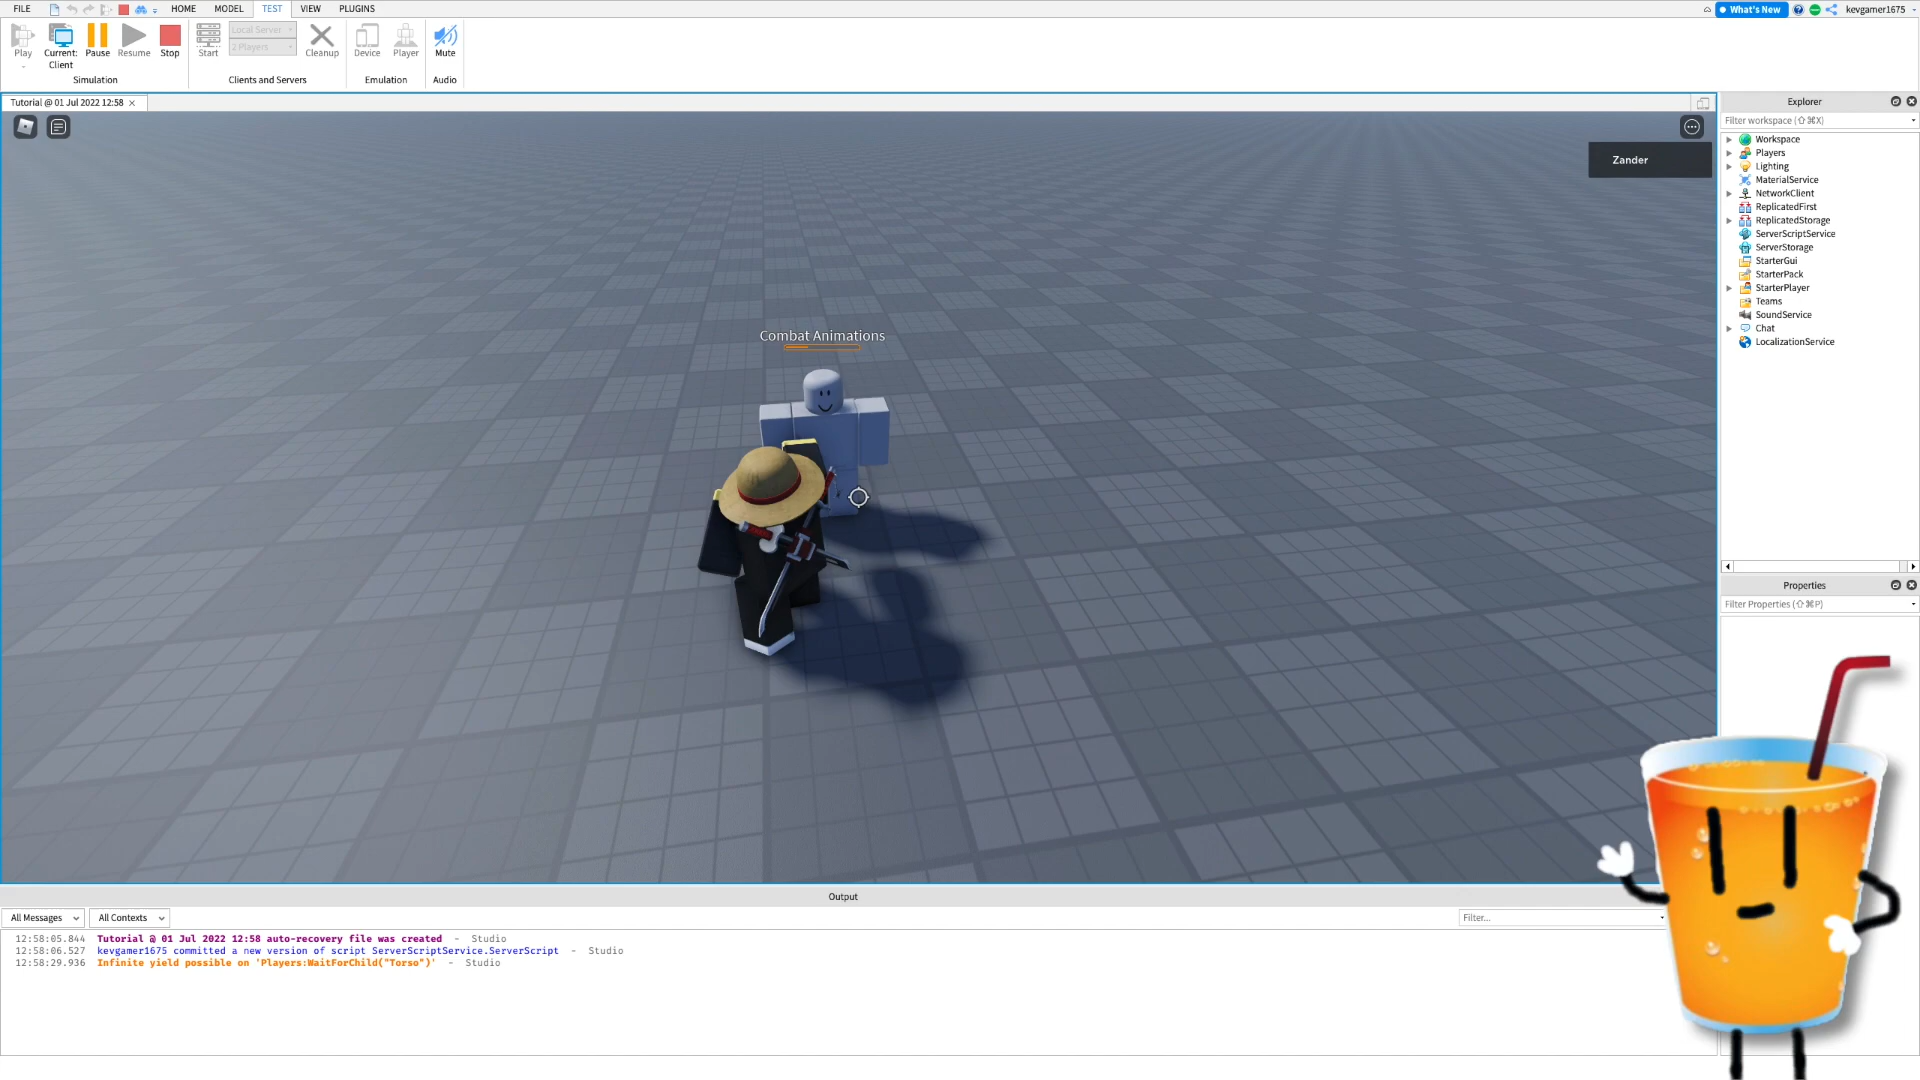 FILE HOME MODEL TEST VIEW PLUGINS What's New kevgamer1675
Play Current: Client Pause Resume Stop Start Local Server 2 Players Cleanup Device Player Mute
Simulation Clients and Servers Emulation Audio
Tutorial @ 01 Jul 2022 12:58
Zander
Combat Animations
Explorer
Filter workspace (⇧⌘X)
Workspace
Players
Lighting
MaterialService
NetworkClient
ReplicatedFirst
ReplicatedStorage
ServerScriptService
ServerStorage
StarterGui
StarterPack
StarterPlayer
Teams
SoundService
Chat
LocalizationService
Properties
Filter Properties (⇧⌘P)
Output
All Messages All Contexts Filter...
12:58:05.844 Tutorial @ 01 Jul 2022 12:58 auto-recovery file was created - Studio
12:58:06.527 kevgamer1675 committed a new version of script ServerScriptService.ServerScript - Studio
12:58:29.936 Infinite yield possible on 'Players:WaitForChild("Torso")' - Studio